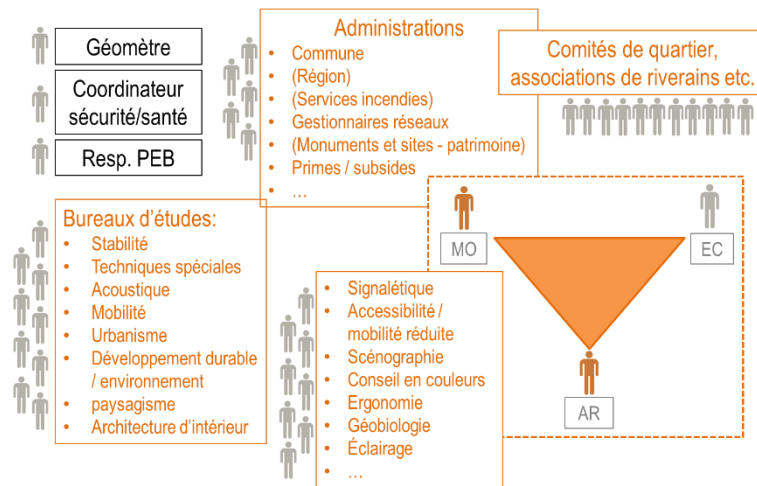 Géomètre
Coordinateur
sécurité/santé
Resp. PEB
Administrations
• Commune
• (Région)
• (Services incendies)
• Gestionnaires réseaux
• (Monuments et sites - patrimoine)
• Primes / subsides
• ...
Comités de quartier,
associations de riverains etc.
Bureaux d'études:
• Stabilité
• Techniques spéciales
• Acoustique
• Mobilité
• Urbanisme
• Développement durable
/ environnement
• paysagisme
• Architecture d'intérieur
• Signalétique
• Accessibilité /
mobilité réduite
• Scénographie
• Conseil en couleurs
• Ergonomie
• Géobiologie
• Éclairage
• ...
MO
EC
AR